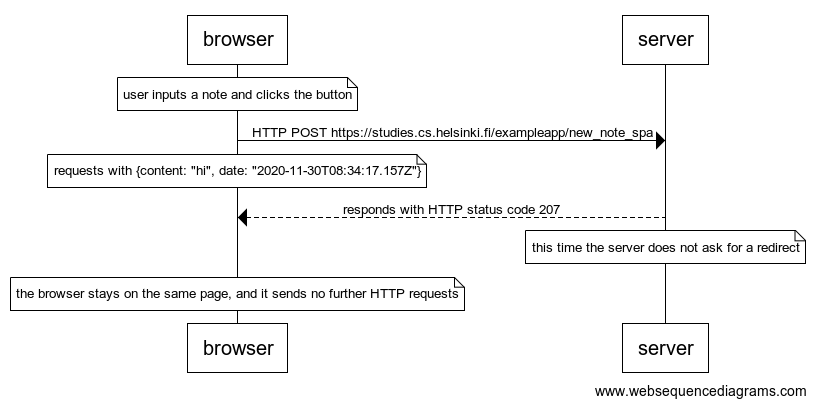 browser
server
user inputs a note and clicks the button
HTTP POST https://studies.cs.helsinki.fi/exampleapp/new_note_spa
requests with {content: "hi", date: "2020-11-30T08:34:17.157Z"}
responds with HTTP status code 207
this time the server does not ask for a redirect
the browser stays on the same page, and it sends no further HTTP requests
browser
server
www.websequencediagrams.com